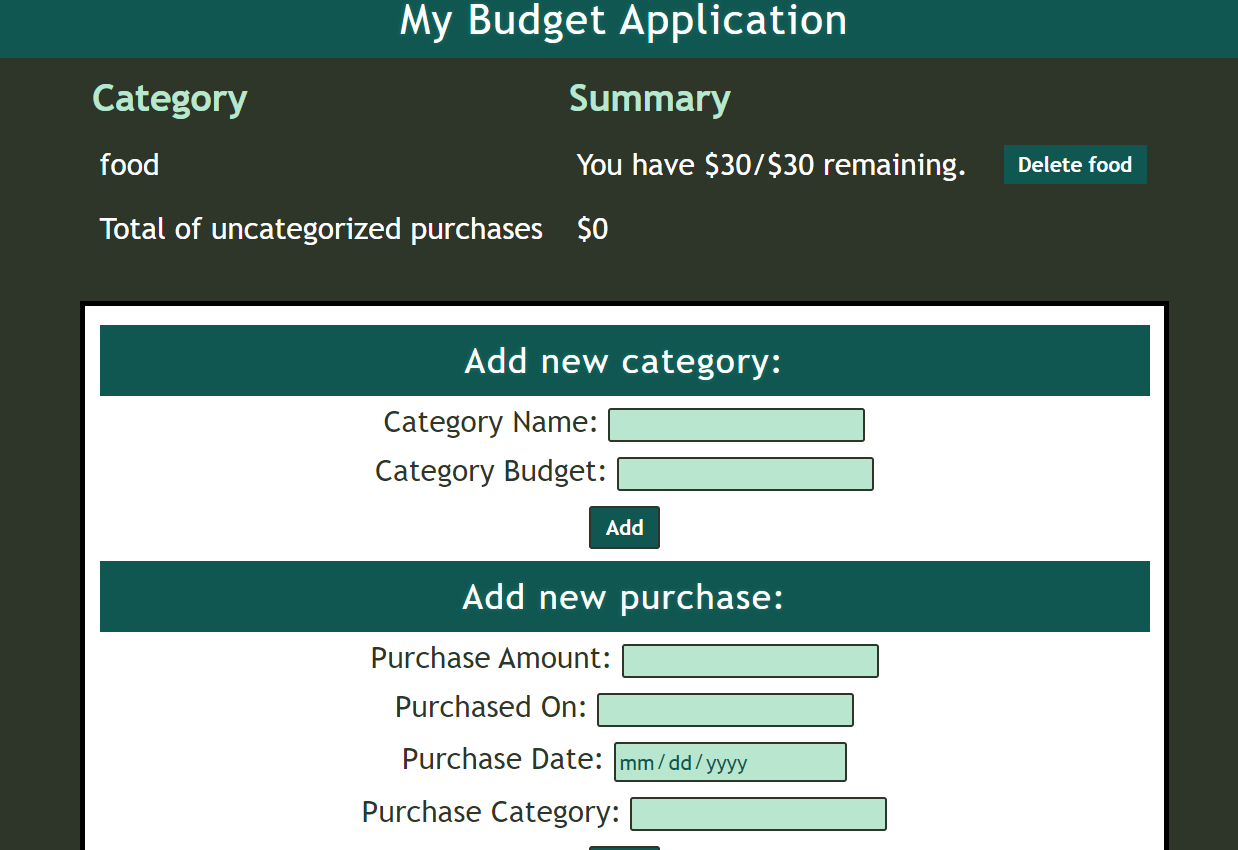 My Budget Application
Category Summary
food You have $30/$30 remaining. Delete food
Total of uncategorized purchases $0
Add new category:
Category Name:
Category Budget:
Add
Add new purchase:
Purchase Amount:
Purchased On:
Purchase Date: mm/dd/yyyy
Purchase Category: